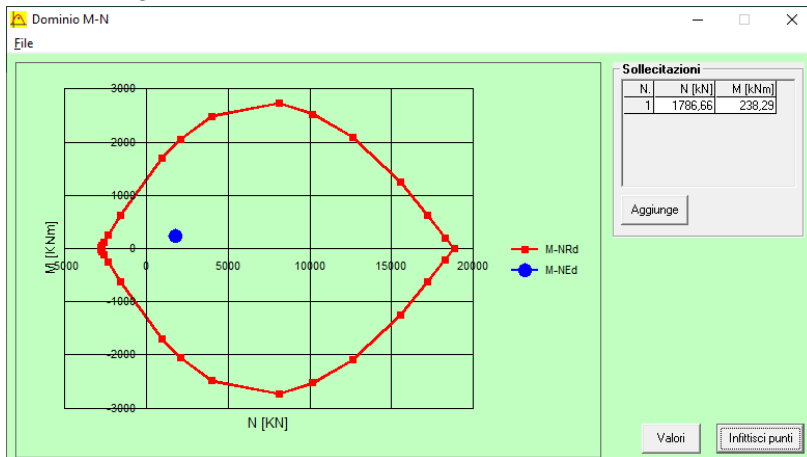 Dominio M-N
File
3000
2000
1000
0
-1000
-2000
-3000
M [KNm]
5000 0 5000 10000 15000 20000
N [KN]
M-NRd
M-NEd
Sollecitazioni
N. N [kN] M [kNm]
1 1786,66 238,29
Aggiunge
Valori Infittisci punti